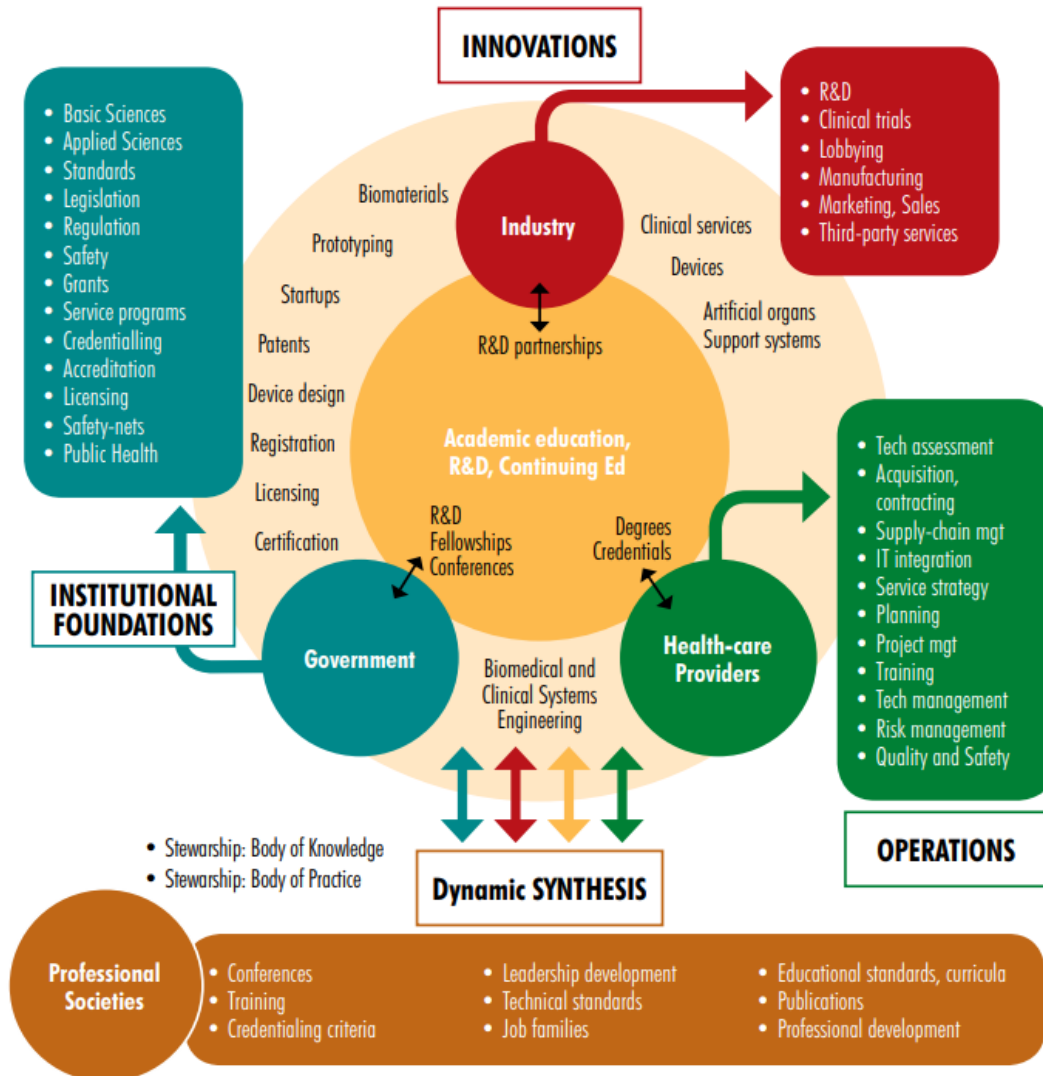 INNOVATIONS
• Basic Sciences
• Applied Sciences
• Standards
• Legislation
• Regulation
• Safety
• Grants
• Service programs
• Credentialling
• Accreditation
• Licensing
• Safety-nets
• Public Health
• R&D
• Clinical trials
• Lobbying
• Manufacturing
• Marketing, Sales
• Third-party services
Industry
Biomaterials
Prototyping
Startups
Patents
Device design
Registration
Licensing
Certification
Clinical services
Devices
Artificial organs
Support systems
R&D partnerships
Academic education,
R&D, Continuing Ed
R&D
Fellowships
Conferences
Degrees
Credentials
INSTITUTIONAL
FOUNDATIONS
Government
Health-care
Providers
Biomedical and
Clinical Systems
Engineering
• Tech assessment
• Acquisition,
contracting
• Supply-chain mgt
• IT integration
• Service strategy
• Planning
• Project mgt
• Training
• Tech management
• Risk management
• Quality and Safety
OPERATIONS
• Stewarship: Body of Knowledge
• Stewarship: Body of Practice
Dynamic SYNTHESIS
Professional
Societies
• Conferences
• Training
• Credentialing criteria
• Leadership development
• Technical standards
• Job families
• Educational standards, curricula
• Publications
• Professional development